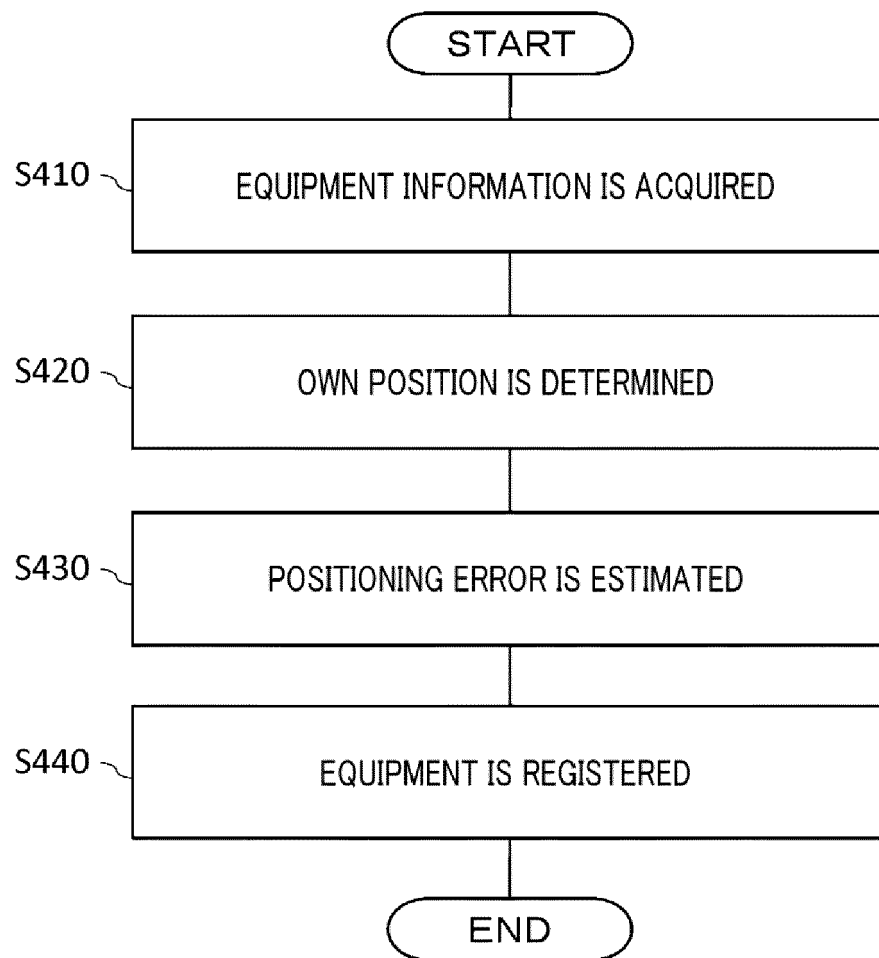 START
S410 EQUIPMENT INFORMATION IS ACQUIRED
S420 OWN POSITION IS DETERMINED
S430 POSITIONING ERROR IS ESTIMATED
S440 EQUIPMENT IS REGISTERED
END